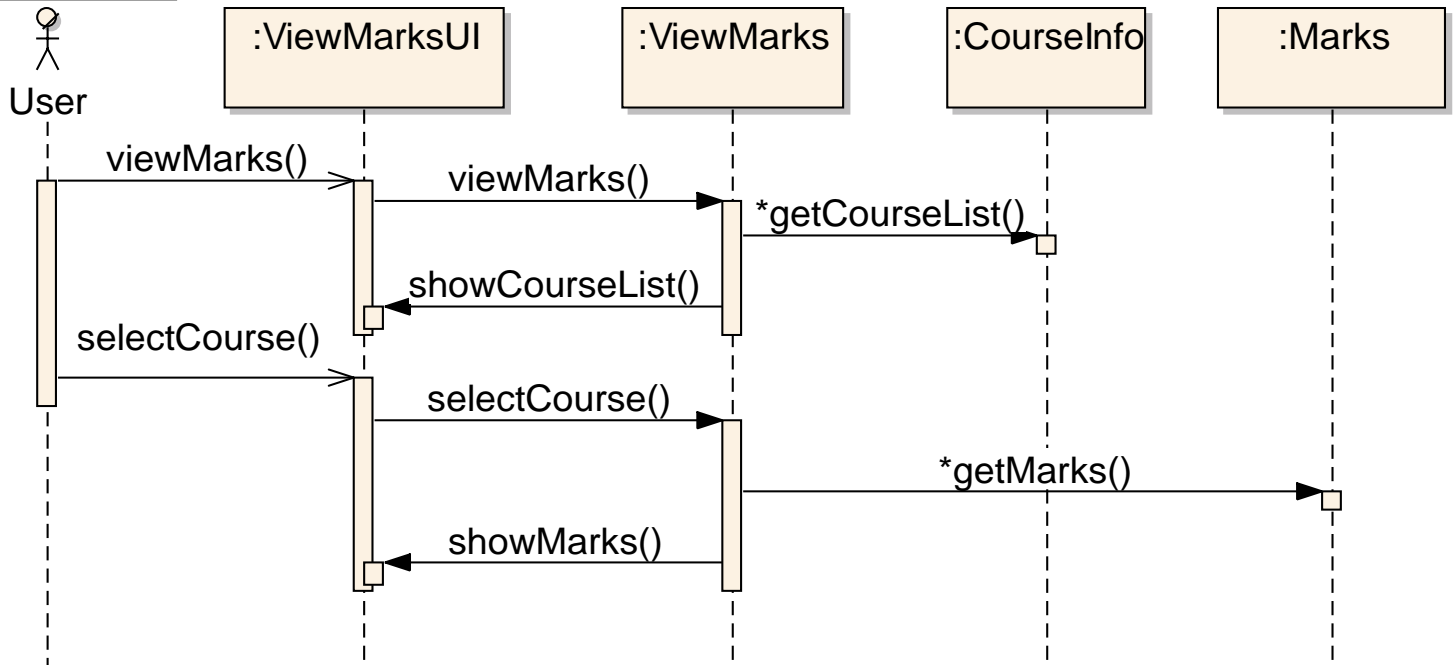 :ViewMarksUI
:ViewMarks
:CourseInfo
:Marks
User
viewMarks()
viewMarks()
*getCourseList()
showCourseList()
selectCourse()
selectCourse()
*getMarks()
showMarks()